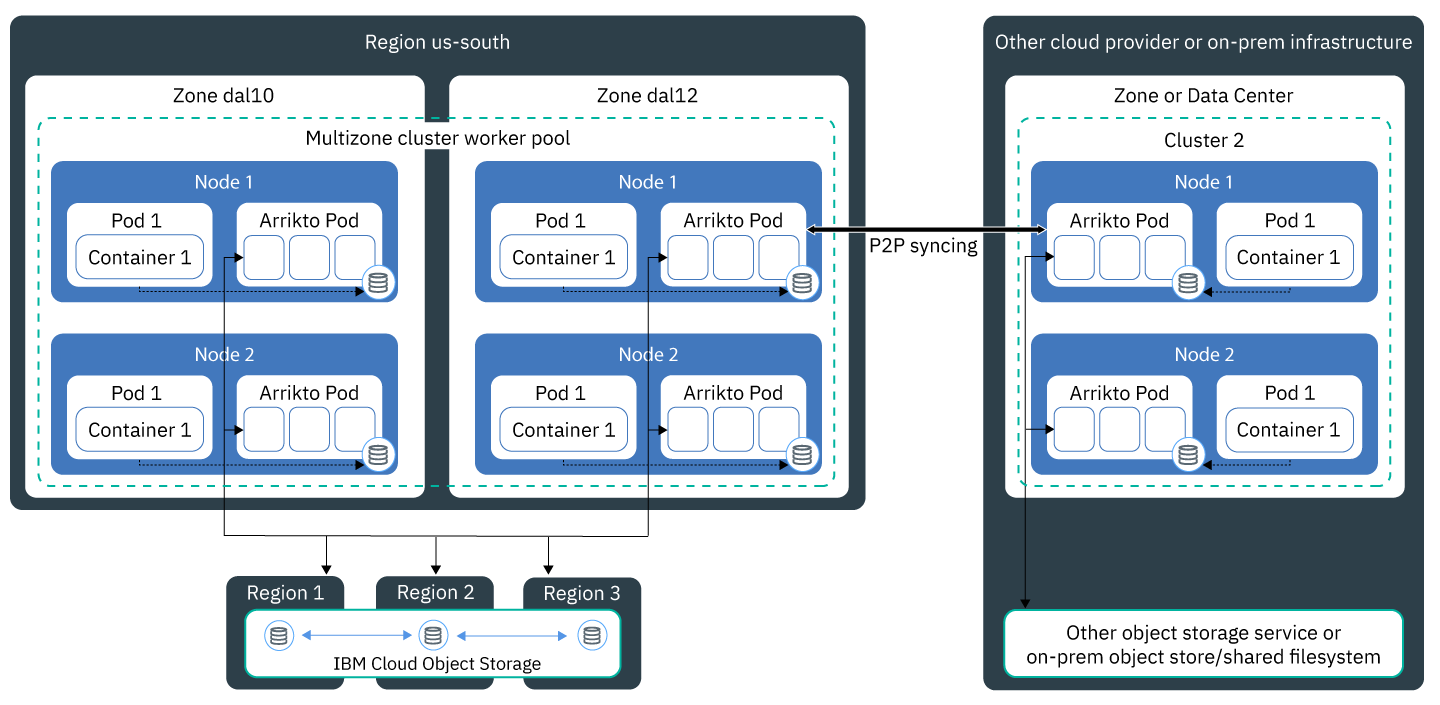 Region us-south
Zone dal10
Zone dal12
Multizone cluster worker pool
Node 1
Pod 1
Container 1
Arrikto Pod
Node 2
Pod 1
Container 1
Arrikto Pod
Node 1
Pod 1
Container 1
Arrikto Pod
Node 2
Pod 1
Container 1
Arrikto Pod
P2P syncing
Other cloud provider or on-prem infrastructure
Zone or Data Center
Cluster 2
Node 1
Arrikto Pod
Pod 1
Container 1
Node 2
Arrikto Pod
Pod 1
Container 1
Region 1
Region 2
Region 3
IBM Cloud Object Storage
Other object storage service or
on-prem object store/shared filesystem